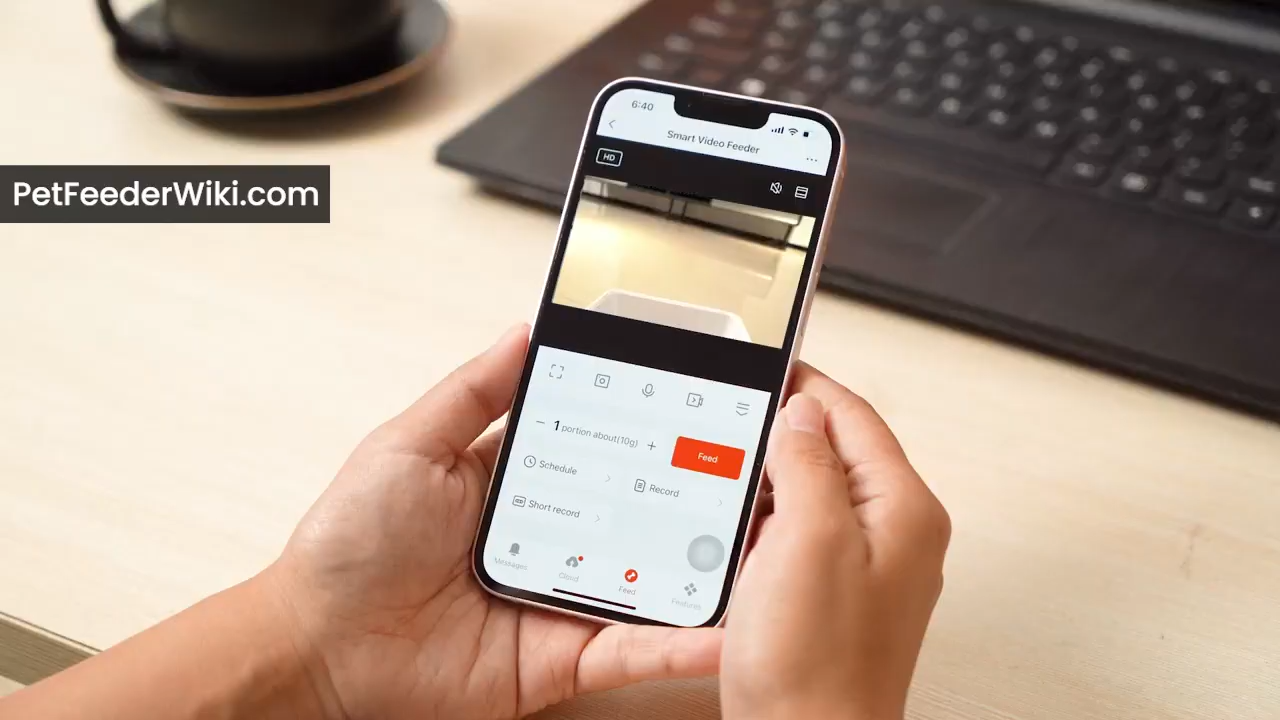 PetFeederWiki.com
6:40
Smart Video Feeder
HD
1 portion about(10g)
Feed
Schedule
Record
Short record
Messages
Cloud
Feed
Features